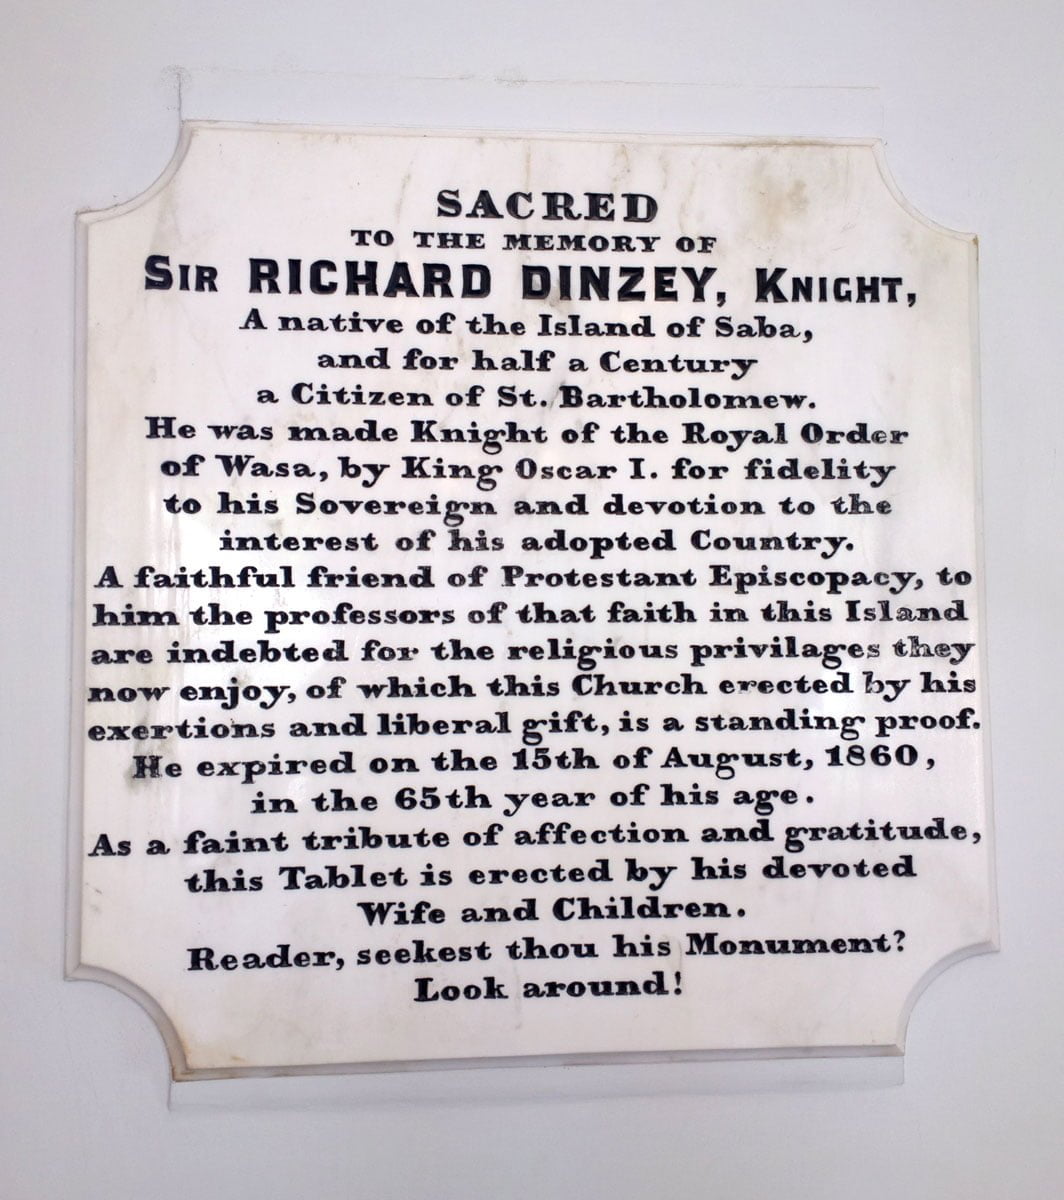 SACRED
TO THE MEMORY OF
SIR RICHARD DINZEY, KNIGHT,
A native of the Island of Saba,
and for half a Century
a Citizen of St. Bartholomew.
He was made Knight of the Royal Order
of Wasa, by King Oscar I. for fidelity
to his Sovereign and devotion to the
interest of his adopted Country.
A faithful friend of Protestant Episcopacy, to
him the professors of that faith in this Island
are indebted for the religious privilages they
now enjoy, of which this Church erected by his
exertions and liberal gift, is a standing proof.
He expired on the 15th of August, 1860,
in the 65th year of his age.
As a faint tribute of affection and gratitude,
this Tablet is erected by his devoted
Wife and Children.
Reader, seekest thou his Monument?
Look around!